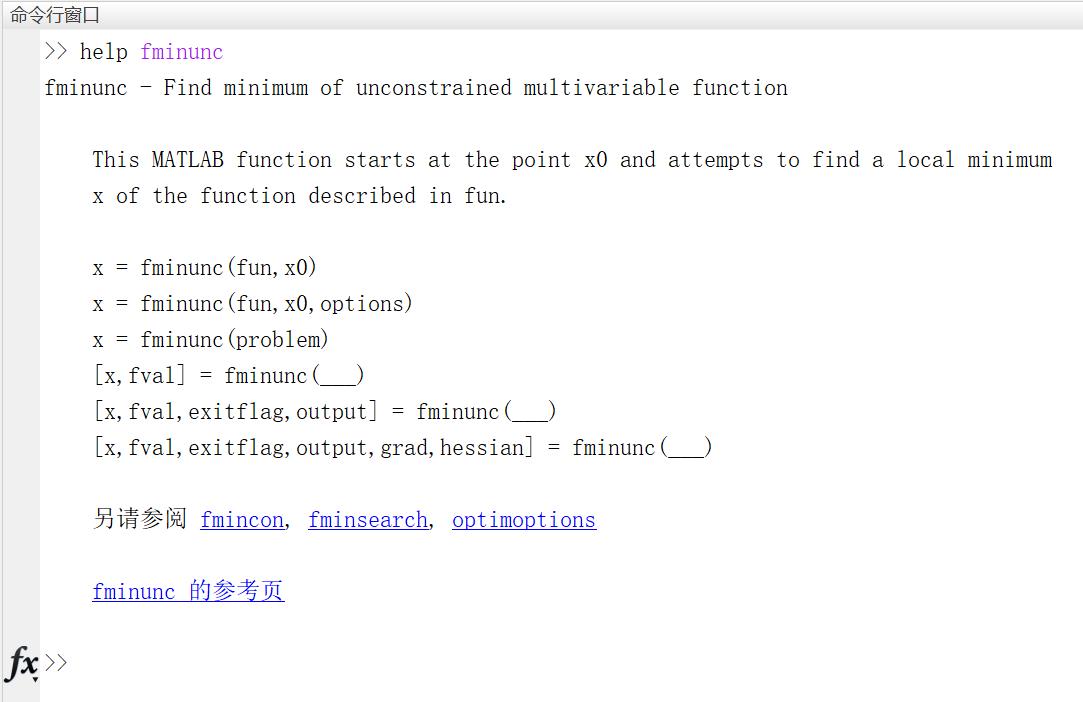 命令行窗口
>> help fminunc
fminunc - Find minimum of unconstrained multivariable function
This MATLAB function starts at the point x0 and attempts to find a local minimum
x of the function described in fun.
x = fminunc(fun,x0)
x = fminunc(fun,x0,options)
x = fminunc(problem)
[x,fval] = fminunc(___)
[x,fval,exitflag,output] = fminunc(___)
[x,fval,exitflag,output,grad,hessian] = fminunc(___)
另请参阅 fmincon, fminsearch, optimoptions
fminunc 的参考页
fx >>